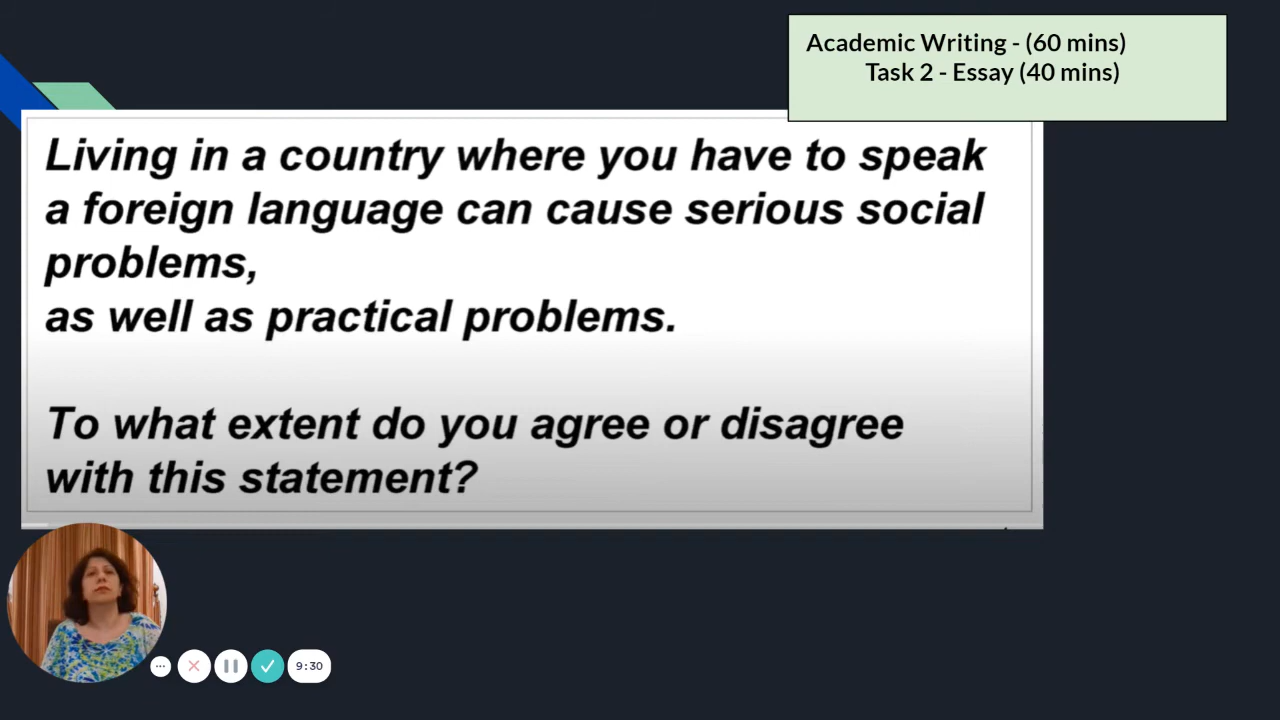 Academic Writing - (60 mins)
Task 2 - Essay (40 mins)
Living in a country where you have to speak
a foreign language can cause serious social
problems,
as well as practical problems.
To what extent do you agree or disagree
with this statement?
9:30